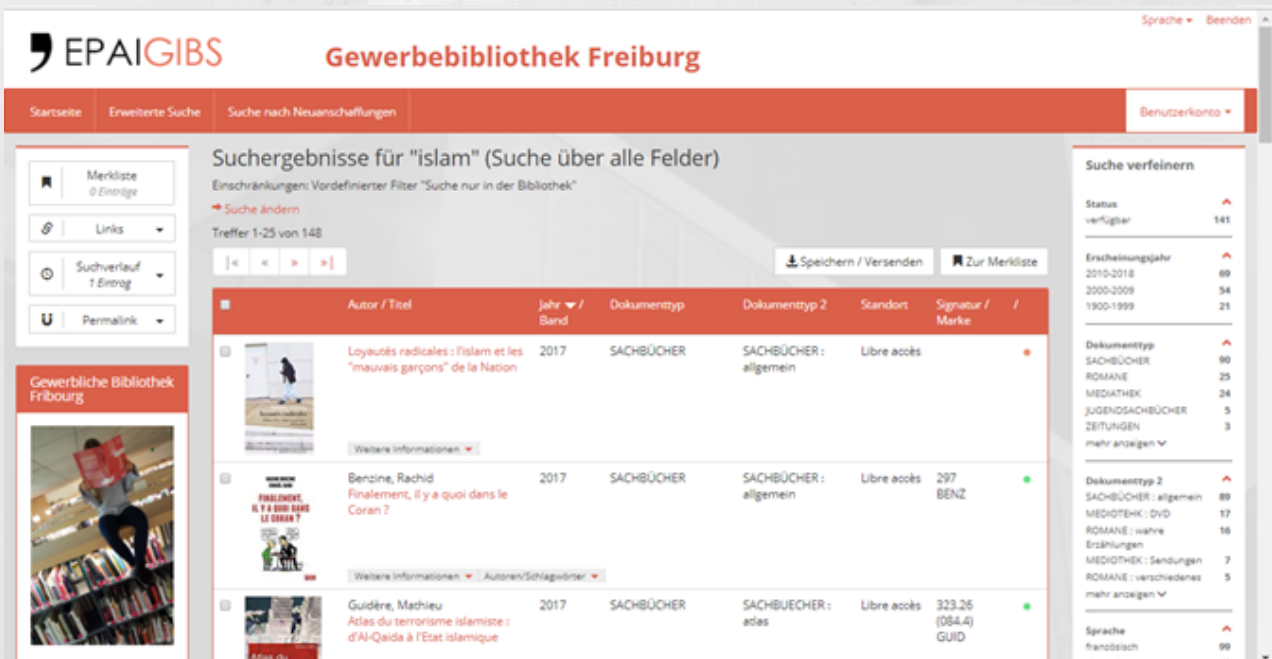 Sprache Beenden
EPAIGIBS
Gewerbebibliothek Freiburg
Startseite Erweiterte Suche Suche nach Neuanschaffungen
Benutzerkonto
Merkliste
0 Einträge
Links
Suchverlauf
1 Eintrag
Permalink
Gewerbliche Bibliothek
Fribourg
Suchergebnisse für "islam" (Suche über alle Felder)
Einschränkungen: Vordefinierter Filter "Suche nur in der Bibliothek"
Suche ändern
Treffer 1-25 von 148
|« « » »|
Speichern / Versenden Zur Merkliste
Autor / Titel Jahr / Dokumenttyp Dokumenttyp 2 Standort Signatur / /
Band Marke
Loyautés radicales : l'islam et les 2017 SACHBÜCHER SACHBÜCHER : Libre accès
"mauvais garçons" de la Nation allgemein
Weitere Informationen
Benzine, Rachid 2017 SACHBÜCHER SACHBÜCHER : Libre accès 297
Finalement, il y a quoi dans le allgemein BENZ
Coran ?
FINALEMENT,
IL Y A QUOI DANS
LE CORAN ?
Weitere Informationen Autoren/Schlagwörter
Guidère, Mathieu 2017 SACHBÜCHER SACHBUECHER : Libre accès 323.26
Atlas du terrorisme islamiste : atlas (084.4)
d'Al-Qaida à l'Etat islamique GUID
Atlas du
Suche verfeinern
Status
verfügbar 141
Erscheinungsjahr
2010-2018 69
2000-2009 54
1900-1999 21
Dokumenttyp
SACHBÜCHER 90
ROMANE 25
MEDIATHEK 24
JUGENDSACHBÜCHER 5
ZEITUNGEN 3
mehr anzeigen
Dokumenttyp 2
SACHBÜCHER : allgemein 89
MEDIOTEHK : DVD 17
ROMANE : wahre 16
Erzählungen
MEDIOTHEK : Sendungen 7
ROMANE : verschiedenes 5
mehr anzeigen
Sprache
französisch 99